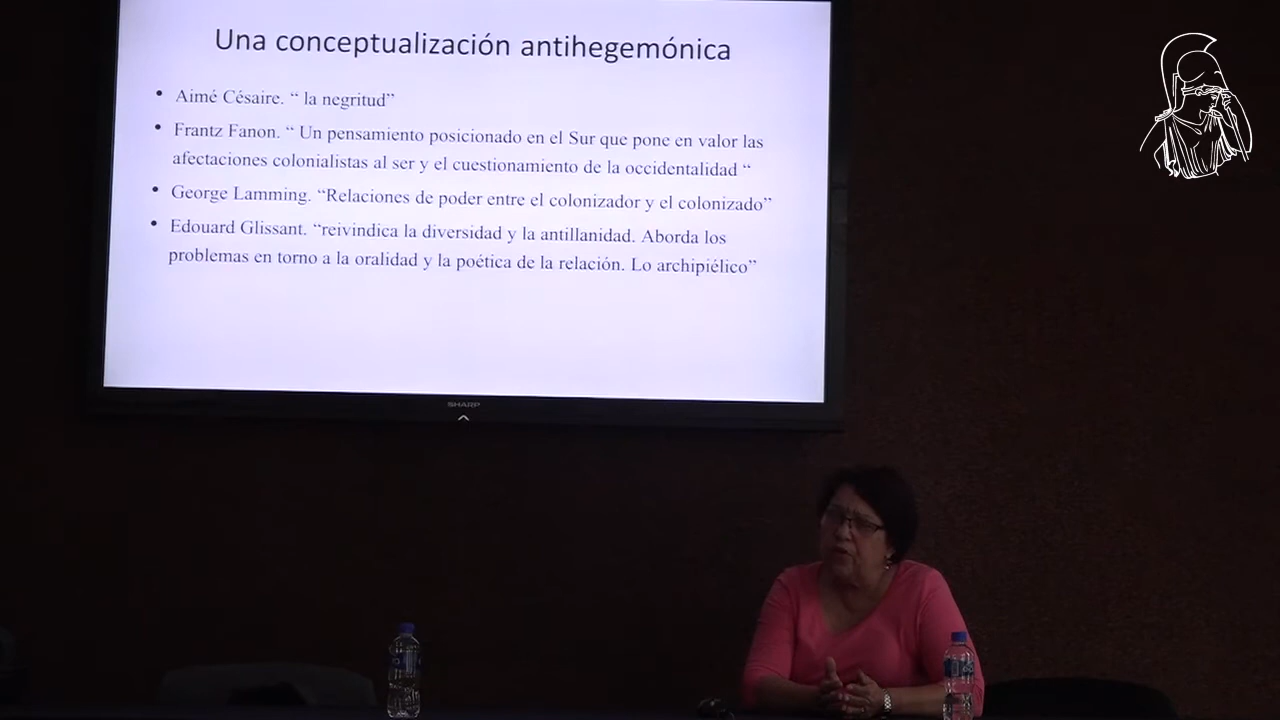 Una conceptualización antihegemónica
• Aimé Césaire. “ la negritud”
• Frantz Fanon. “ Un pensamiento posicionado en el Sur que pone en valor las
afectaciones colonialistas al ser y el cuestionamiento de la occidentalidad “
• George Lamming. “Relaciones de poder entre el colonizador y el colonizado”
• Edouard Glissant. “reivindica la diversidad y la antillanidad. Aborda los
problemas en torno a la oralidad y la poética de la relación. Lo archipiélico”
SHARP